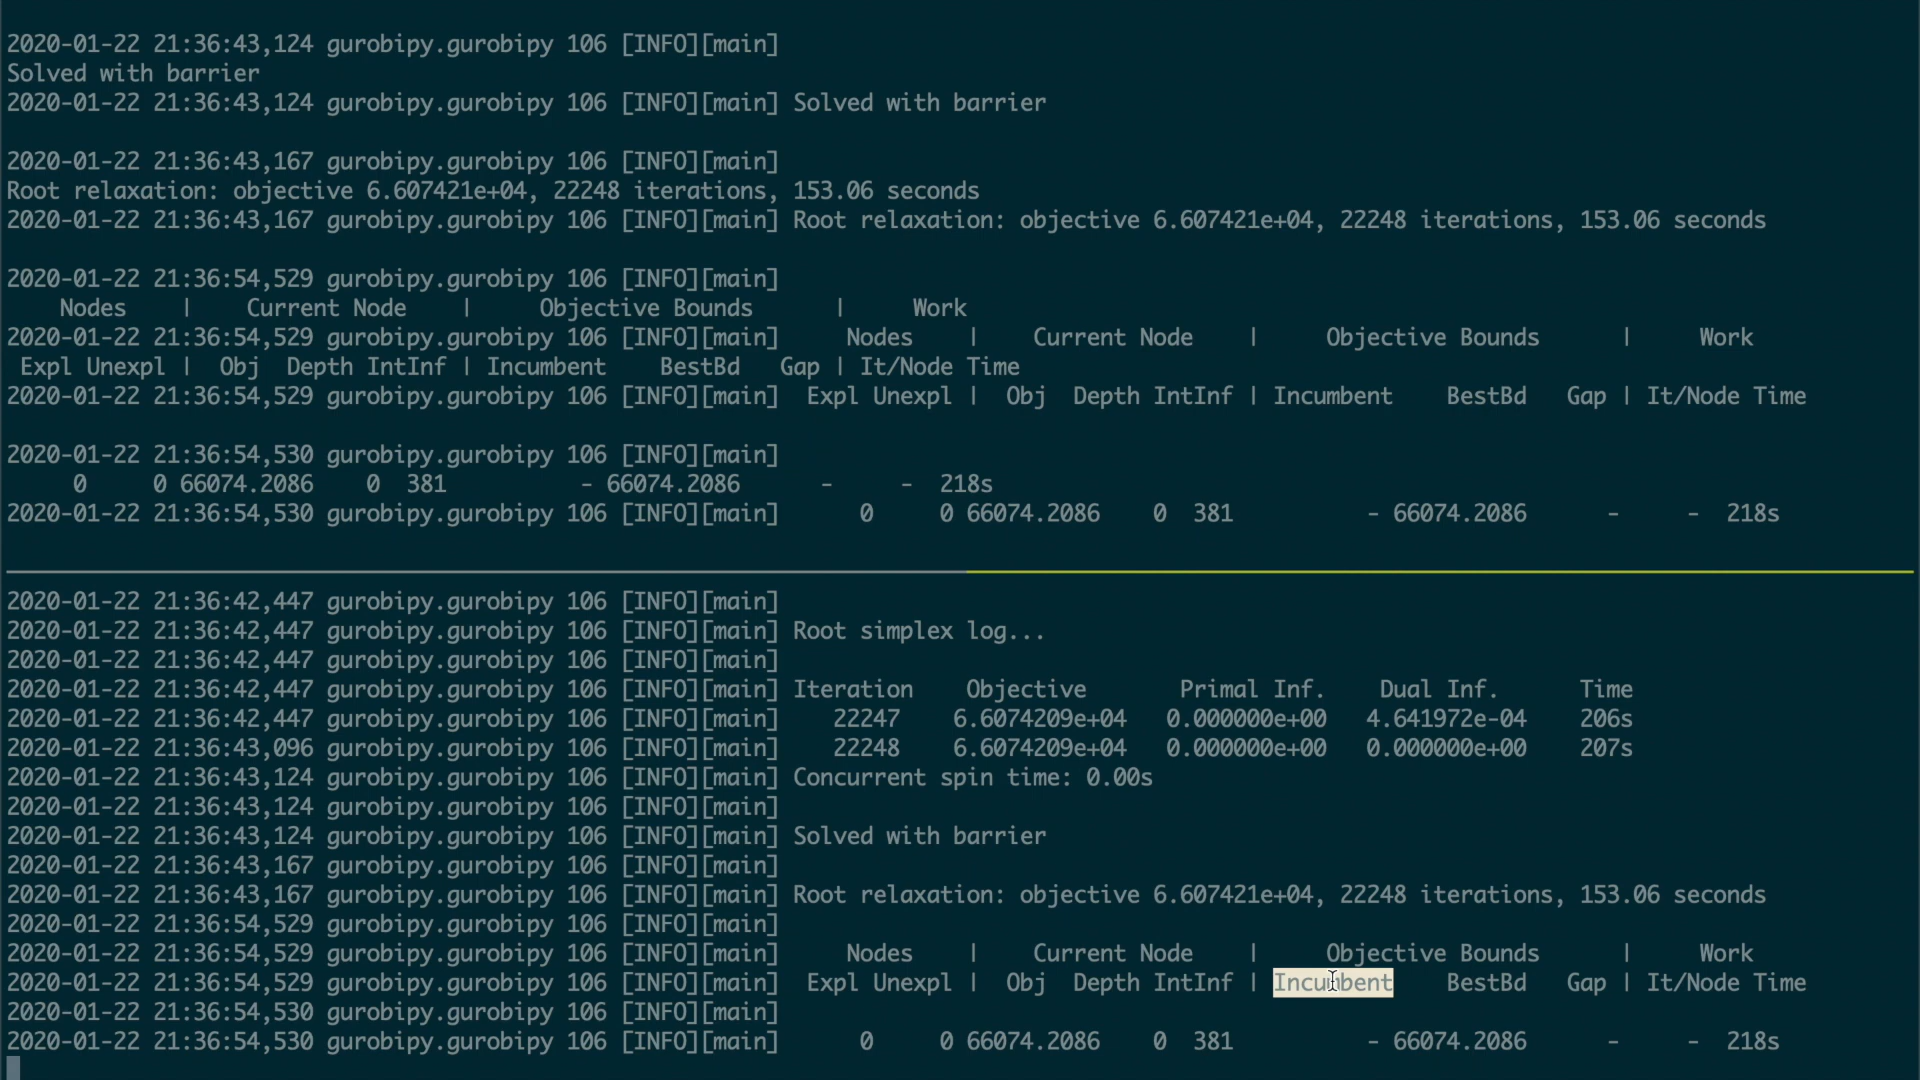 2020-01-22 21:36:43,124 gurobipy.gurobipy 106 [INFO][main]
Solved with barrier
2020-01-22 21:36:43,124 gurobipy.gurobipy 106 [INFO][main] Solved with barrier
2020-01-22 21:36:43,167 gurobipy.gurobipy 106 [INFO][main]
Root relaxation: objective 6.607421e+04, 22248 iterations, 153.06 seconds
2020-01-22 21:36:43,167 gurobipy.gurobipy 106 [INFO][main] Root relaxation: objective 6.607421e+04, 22248 iterations, 153.06 seconds
2020-01-22 21:36:54,529 gurobipy.gurobipy 106 [INFO][main]
Nodes | Current Node | Objective Bounds | Work
2020-01-22 21:36:54,529 gurobipy.gurobipy 106 [INFO][main] Nodes | Current Node | Objective Bounds | Work
Expl Unexpl | Obj Depth IntInf | Incumbent BestBd Gap | It/Node Time
2020-01-22 21:36:54,529 gurobipy.gurobipy 106 [INFO][main] Expl Unexpl | Obj Depth IntInf | Incumbent BestBd Gap | It/Node Time
2020-01-22 21:36:54,530 gurobipy.gurobipy 106 [INFO][main]
0 0 66074.2086 0 381 - 66074.2086 - - 218s
2020-01-22 21:36:54,530 gurobipy.gurobipy 106 [INFO][main] 0 0 66074.2086 0 381 - 66074.2086 - - 218s
2020-01-22 21:36:42,447 gurobipy.gurobipy 106 [INFO][main]
2020-01-22 21:36:42,447 gurobipy.gurobipy 106 [INFO][main] Root simplex log...
2020-01-22 21:36:42,447 gurobipy.gurobipy 106 [INFO][main]
2020-01-22 21:36:42,447 gurobipy.gurobipy 106 [INFO][main] Iteration Objective Primal Inf. Dual Inf. Time
2020-01-22 21:36:42,447 gurobipy.gurobipy 106 [INFO][main] 22247 6.6074209e+04 0.000000e+00 4.641972e-04 206s
2020-01-22 21:36:43,096 gurobipy.gurobipy 106 [INFO][main] 22248 6.6074209e+04 0.000000e+00 0.000000e+00 207s
2020-01-22 21:36:43,124 gurobipy.gurobipy 106 [INFO][main] Concurrent spin time: 0.00s
2020-01-22 21:36:43,124 gurobipy.gurobipy 106 [INFO][main]
2020-01-22 21:36:43,124 gurobipy.gurobipy 106 [INFO][main] Solved with barrier
2020-01-22 21:36:43,167 gurobipy.gurobipy 106 [INFO][main]
2020-01-22 21:36:43,167 gurobipy.gurobipy 106 [INFO][main] Root relaxation: objective 6.607421e+04, 22248 iterations, 153.06 seconds
2020-01-22 21:36:54,529 gurobipy.gurobipy 106 [INFO][main]
2020-01-22 21:36:54,529 gurobipy.gurobipy 106 [INFO][main] Nodes | Current Node | Objective Bounds | Work
2020-01-22 21:36:54,529 gurobipy.gurobipy 106 [INFO][main] Expl Unexpl | Obj Depth IntInf | Incumbent BestBd Gap | It/Node Time
2020-01-22 21:36:54,530 gurobipy.gurobipy 106 [INFO][main]
2020-01-22 21:36:54,530 gurobipy.gurobipy 106 [INFO][main] 0 0 66074.2086 0 381 - 66074.2086 - - 218s